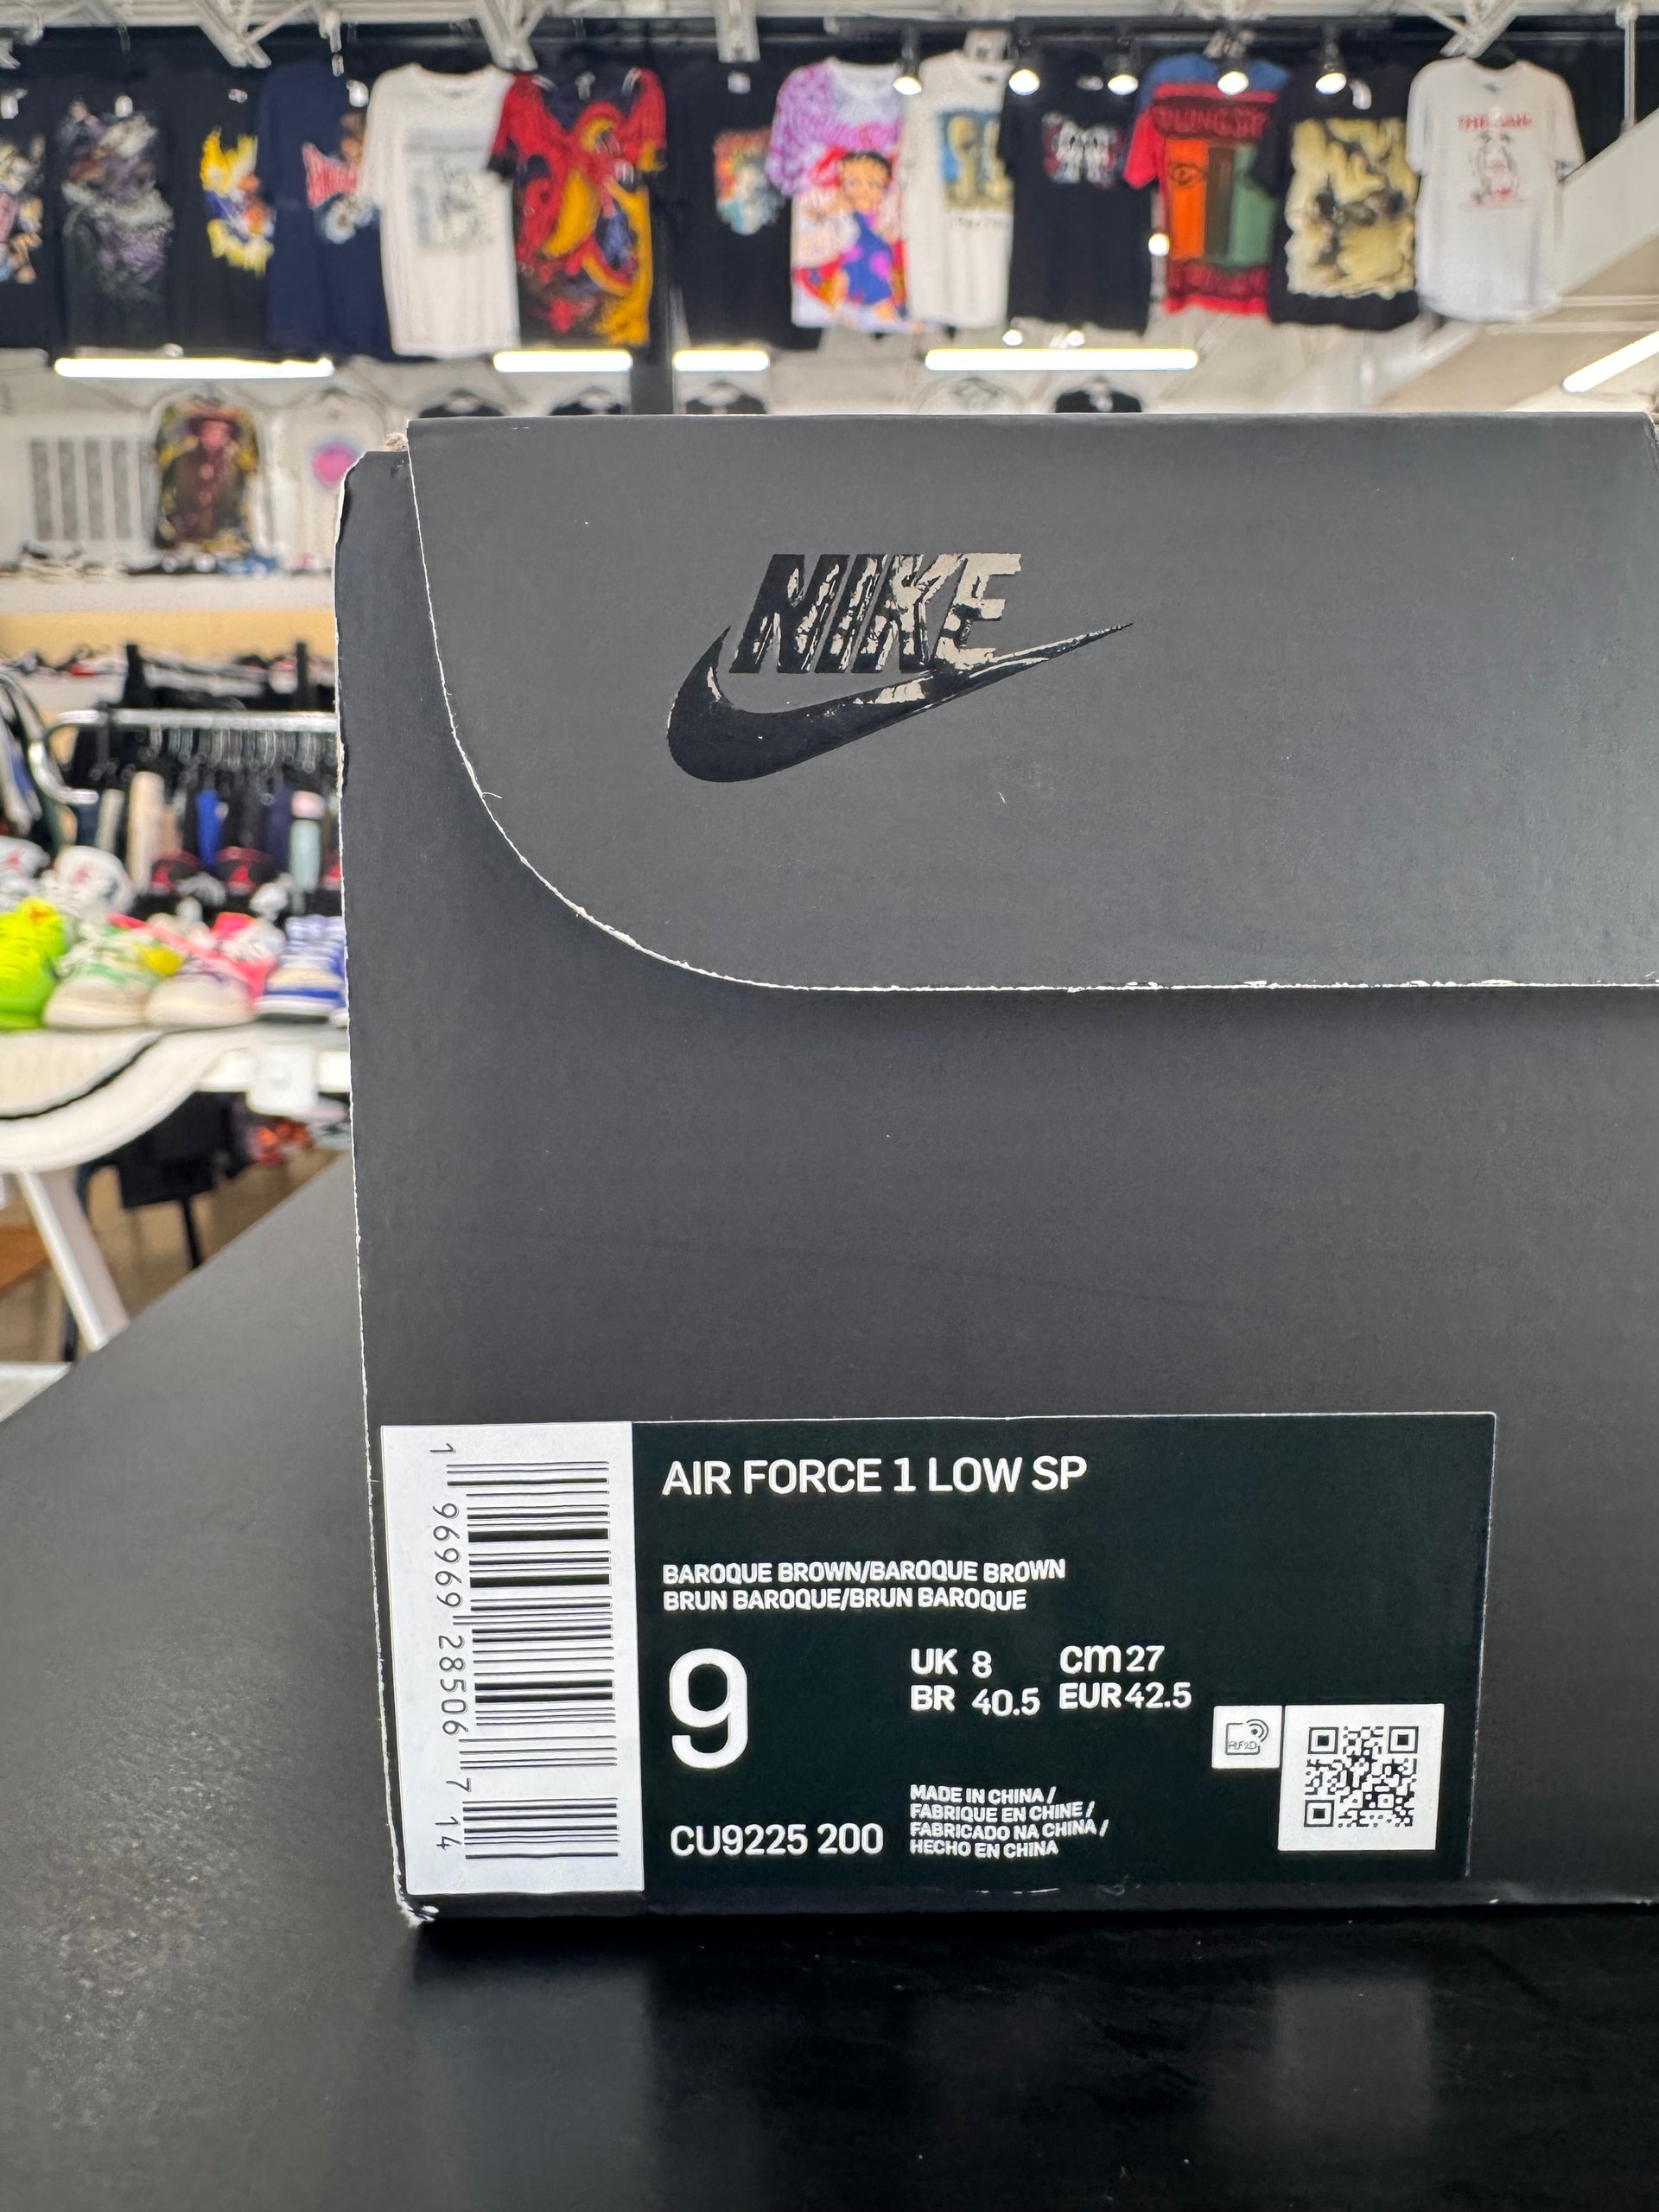 NIKE
AIR FORCE 1 LOW SP
BAROQUE BROWN/BAROQUE BROWN
BRUN BAROQUE/BRUN BAROQUE
9
UK 8 cm 27
BR 40.5 EUR 42.5
CU9225 200
MADE IN CHINA /
FABRIQUE EN CHINE /
FABRICADO NA CHINA /
HECHO EN CHINA
RFID
1 96969 28506 7 14